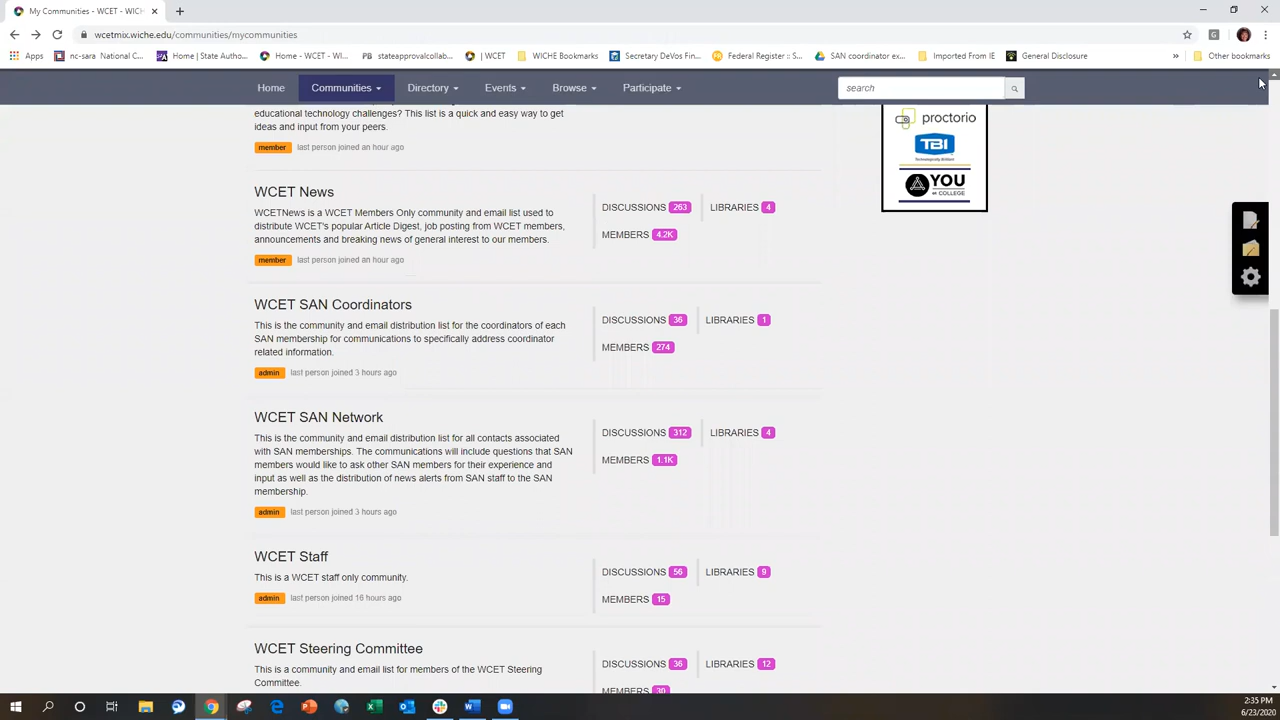 My Communities - WCET - WICHE
wcetmix.wiche.edu/communities/mycommunities
G
Apps
nc-sara National C...
Home | State Autho...
Home - WCET - WI...
PB stateapprovalcollab...
| WCET
WICHE Bookmarks
Secretary DeVos Fin...
Federal Register :: S...
SAN coordinator ex...
Imported From IE
General Disclosure
»
Other bookmarks
Home
Communities
Directory
Events
Browse
Participate
search
educational technology challenges? This list is a quick and easy way to get
ideas and input from your peers.
member last person joined an hour ago
proctorio
TBI
YOU
at COLLEGE
WCET News
WCETNews is a WCET Members Only community and email list used to
distribute WCET's popular Article Digest, job posting from WCET members,
announcements and breaking news of general interest to our members.
member last person joined an hour ago
DISCUSSIONS 263
LIBRARIES 4
MEMBERS 4.2K
WCET SAN Coordinators
This is the community and email distribution list for the coordinators of each
SAN membership for communications to specifically address coordinator
related information.
admin last person joined 3 hours ago
DISCUSSIONS 36
LIBRARIES 1
MEMBERS 274
WCET SAN Network
This is the community and email distribution list for all contacts associated
with SAN memberships. The communications will include questions that SAN
members would like to ask other SAN members for their experience and
input as well as the distribution of news alerts from SAN staff to the SAN
membership.
admin last person joined 3 hours ago
DISCUSSIONS 312
LIBRARIES 4
MEMBERS 1.1K
WCET Staff
This is a WCET staff only community.
admin last person joined 16 hours ago
DISCUSSIONS 56
LIBRARIES 9
MEMBERS 15
WCET Steering Committee
This is a community and email list for members of the WCET Steering
Committee.
DISCUSSIONS 36
LIBRARIES 12
MEMBERS 30
2:35 PM
6/23/2020